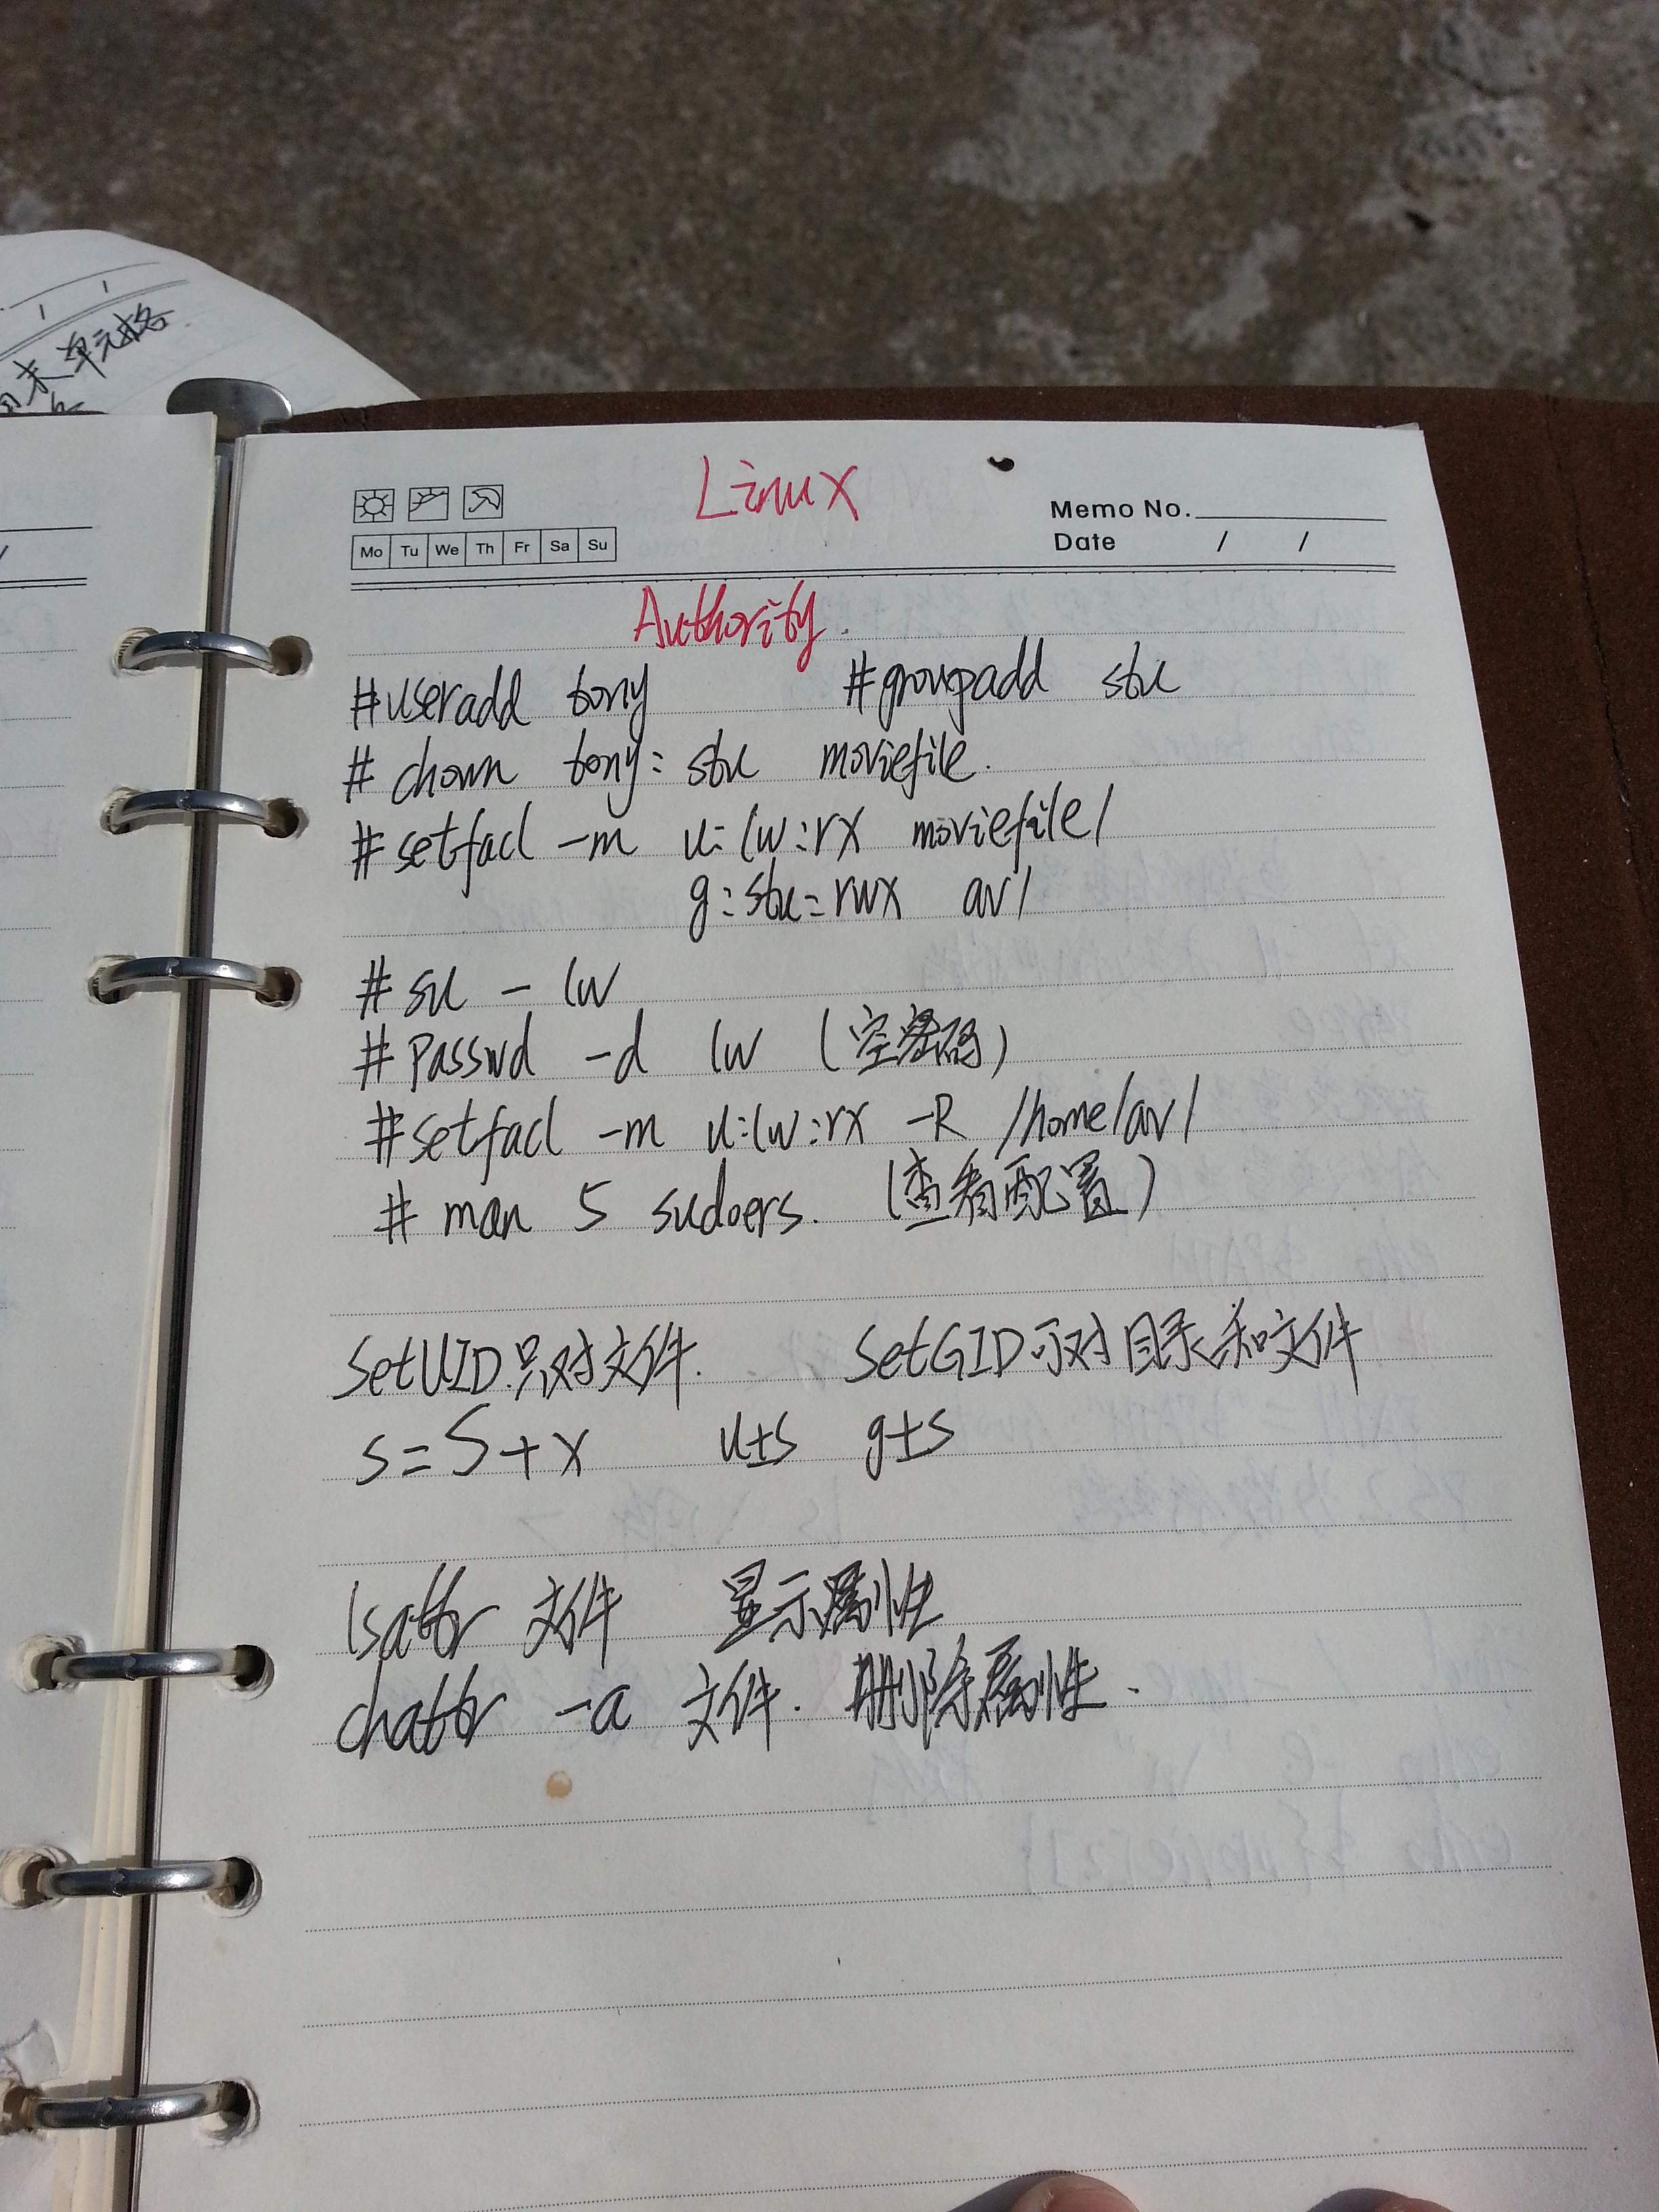 末单元格
Linux
Memo No.
Mo Tu We Th Fr Sa Su
Date / /
Authority.
#useradd tony #groupadd stu
# chown tony: stu moviefile.
#setfacl -m u:lw:rx moviefile/
g:stu=rwx av/
#su - lw
# Passwd -d lw (空密码)
#setfacl -m u:lw:rx -R /home/av/
# man 5 sudoers. (查看配置)
SetUID只对文件. SetGID可对目录和文件
s=S+x u±s g±s
lsattr 文件 显示属性
chattr -a 文件. 删除属性.